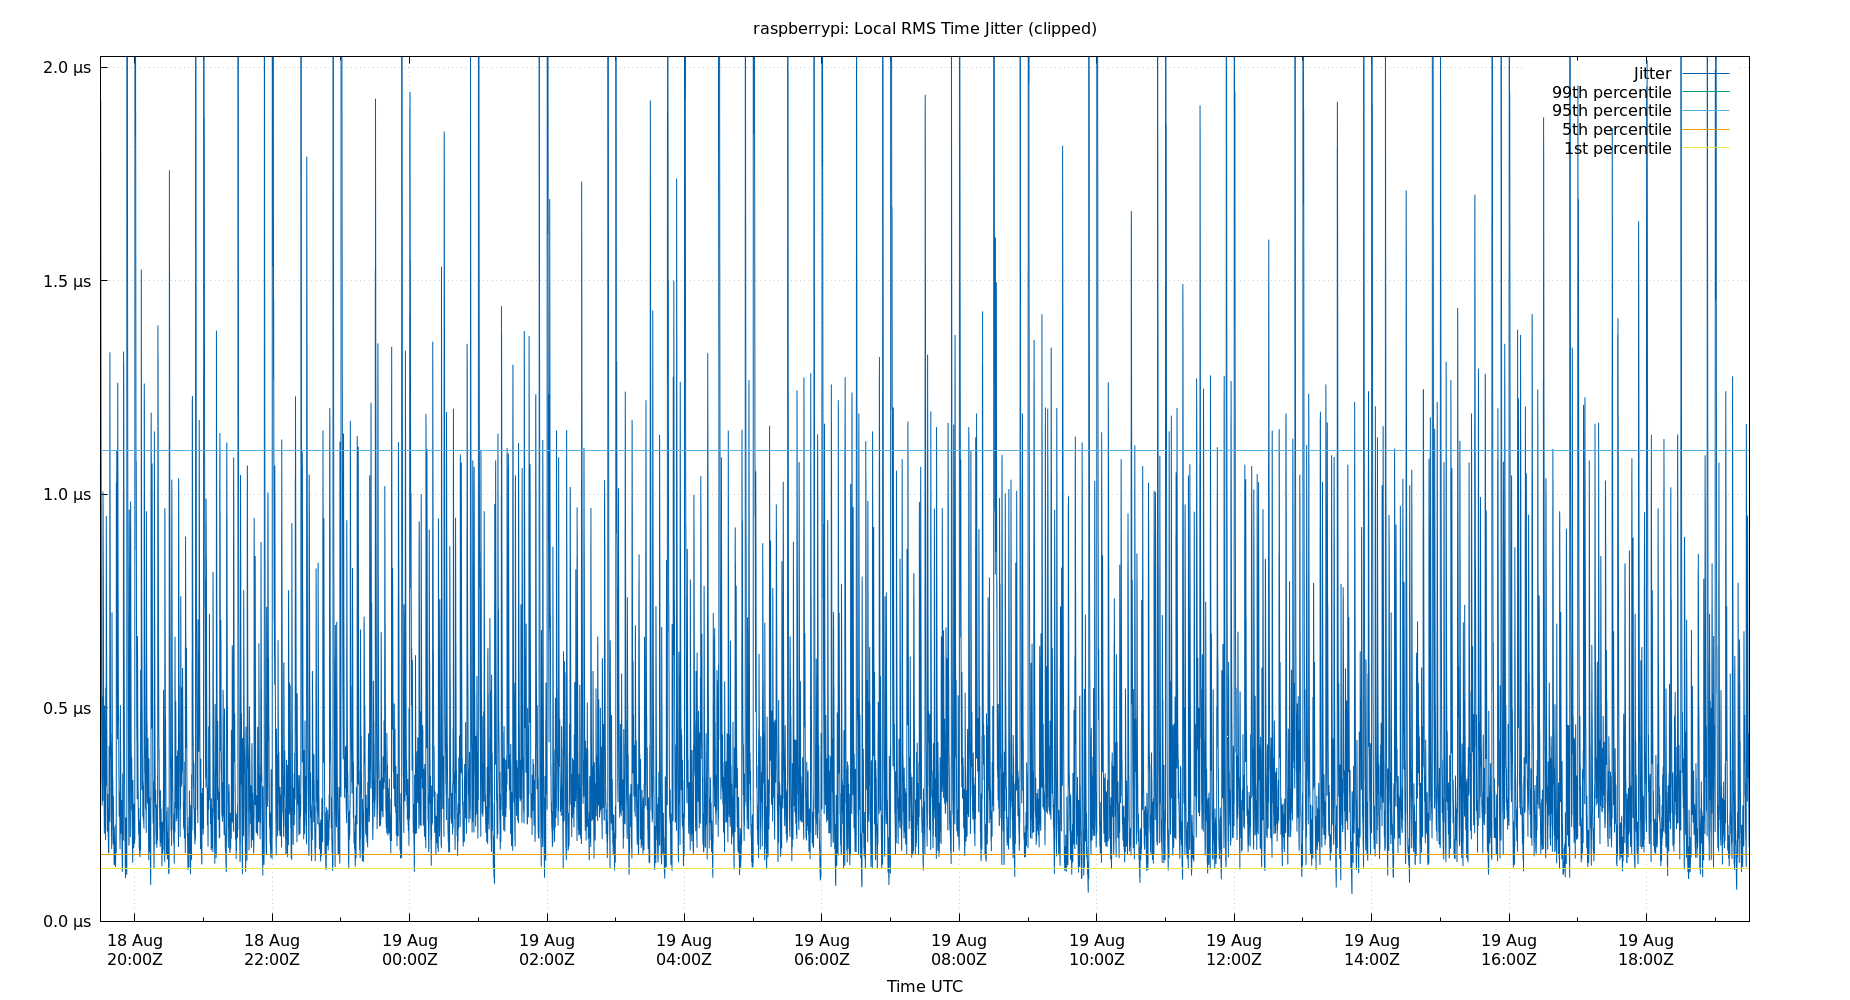 raspberrypi: Local RMS Time Jitter (clipped)
2.0 µs
1.5 µs
1.0 µs
0.5 µs
0.0 µs
Jitter
99th percentile
95th percentile
5th percentile
1st percentile
18 Aug 18 Aug 19 Aug 19 Aug 19 Aug 19 Aug 19 Aug 19 Aug 19 Aug 19 Aug 19 Aug 19 Aug
20:00Z 22:00Z 00:00Z 02:00Z 04:00Z 06:00Z 08:00Z 10:00Z 12:00Z 14:00Z 16:00Z 18:00Z
Time UTC